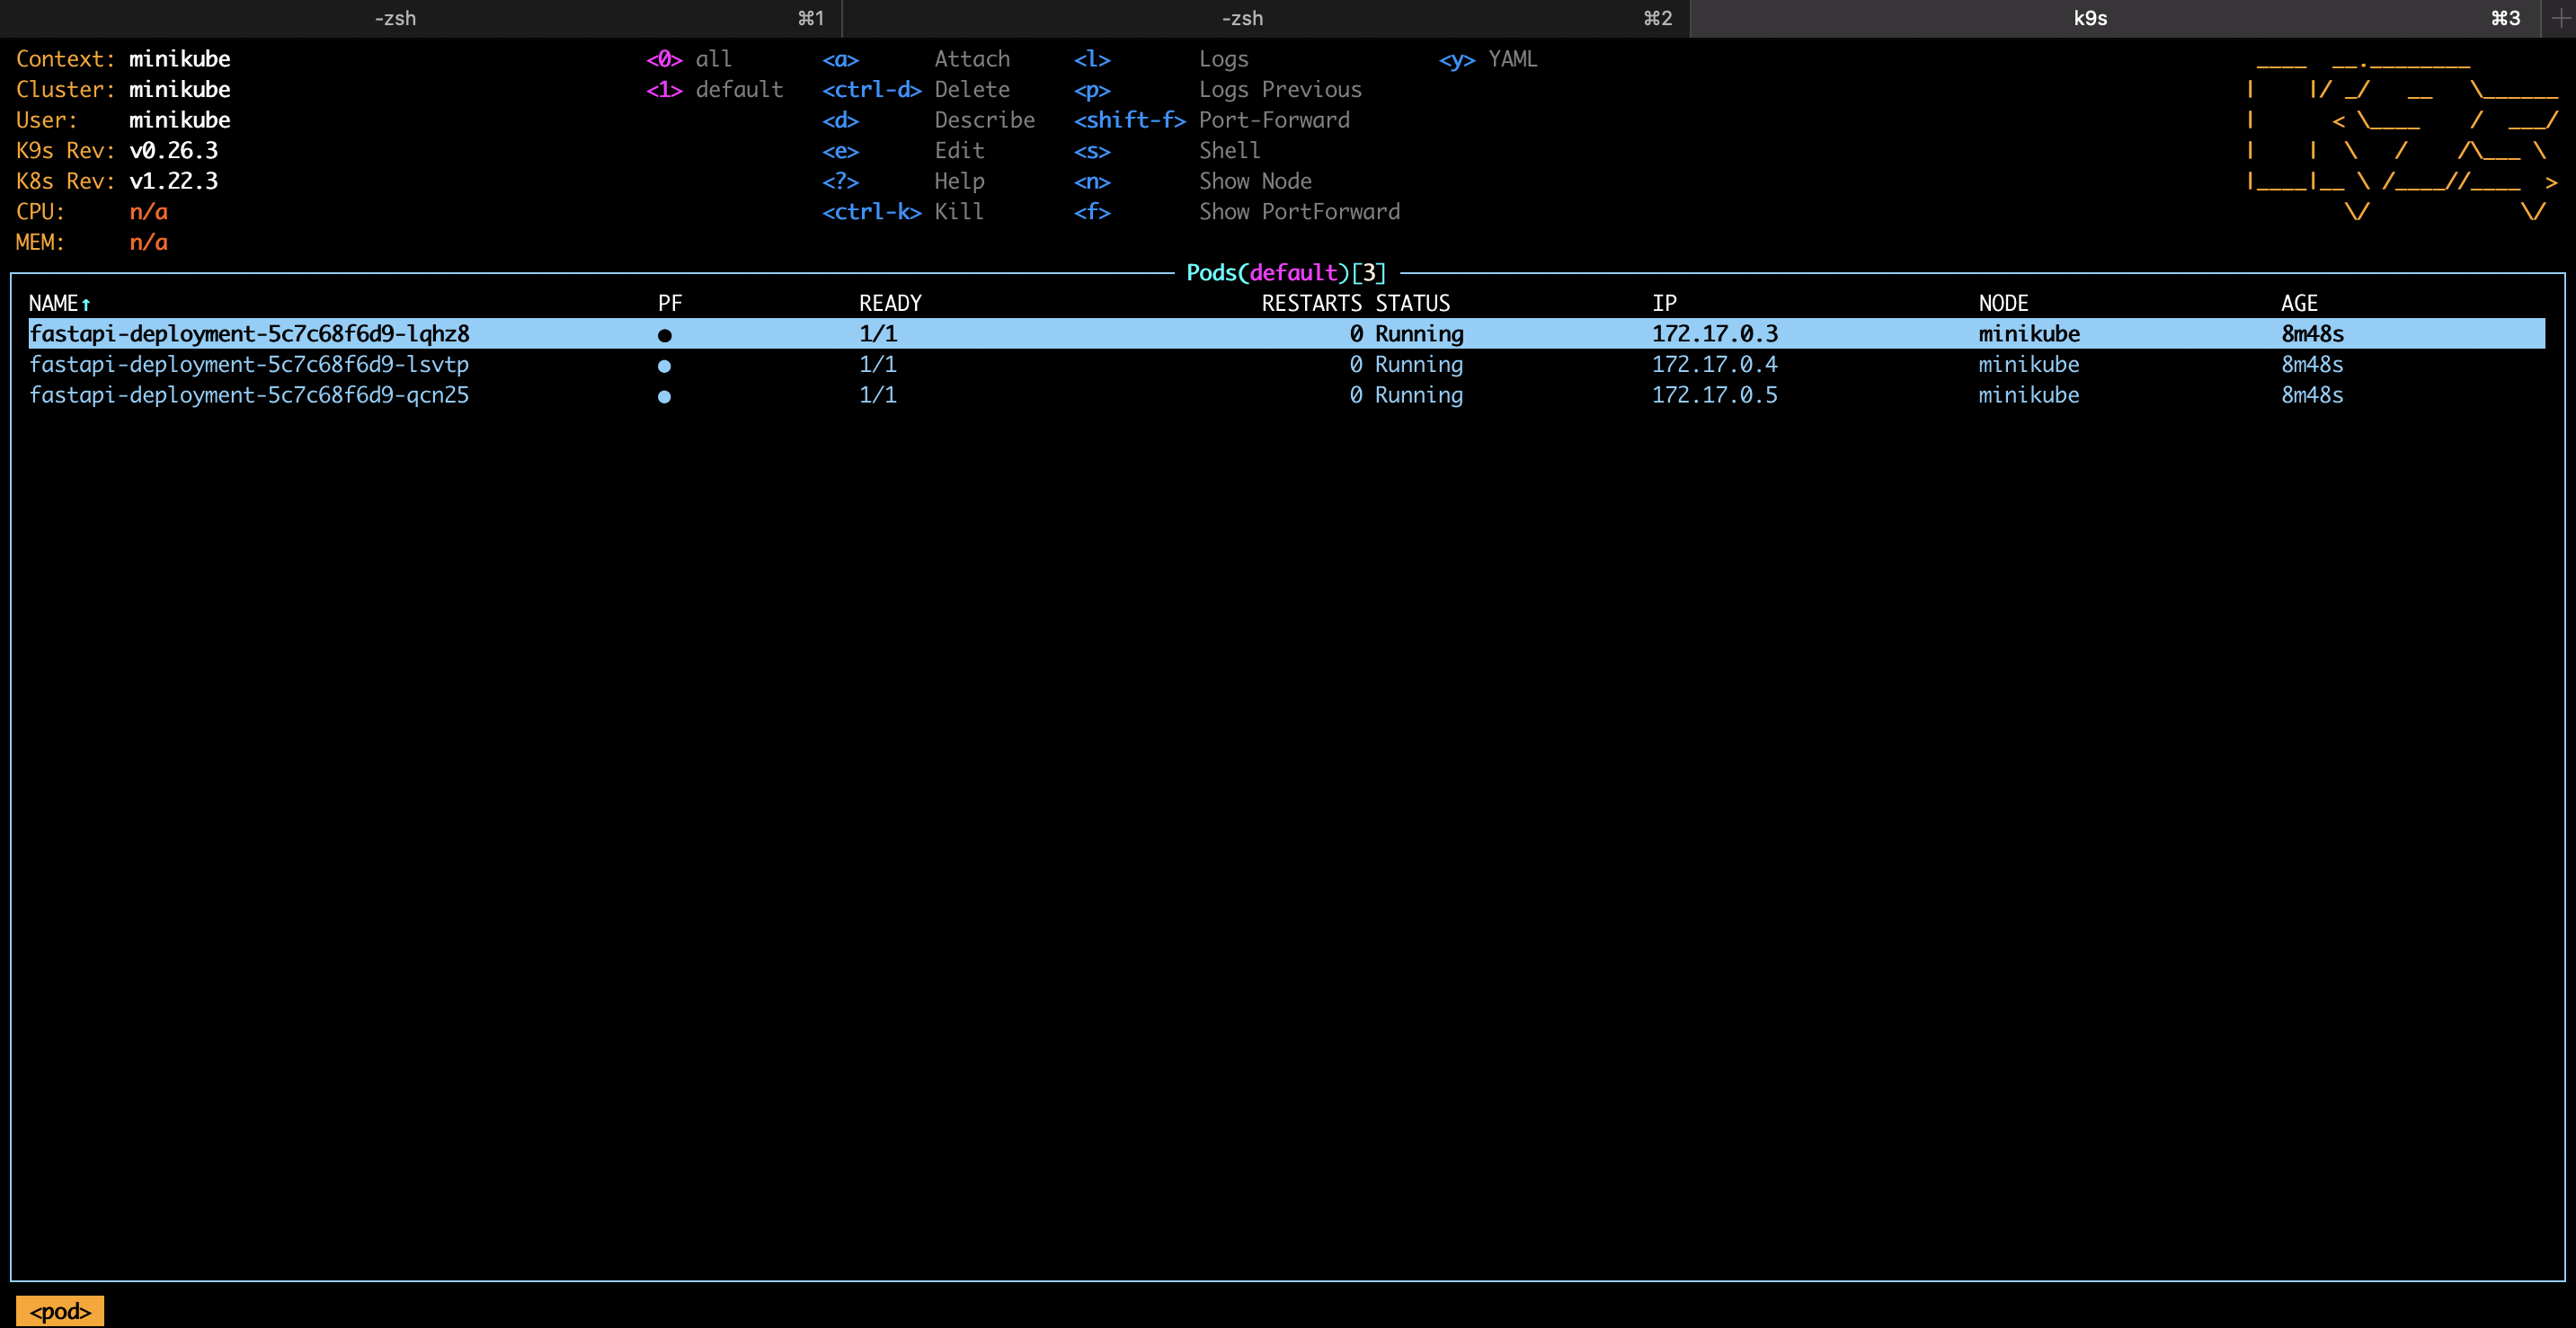 -zsh ⌘1 -zsh ⌘2 k9s ⌘3 +
Context: minikube <0> all <a> Attach <l> Logs <y> YAML
Cluster: minikube <1> default <ctrl-d> Delete <p> Logs Previous
User: minikube <d> Describe <shift-f> Port-Forward
K9s Rev: v0.26.3 <e> Edit <s> Shell
K8s Rev: v1.22.3 <?> Help <n> Show Node
CPU: n/a <ctrl-k> Kill <f> Show PortForward
MEM: n/a
Pods(default)[3]
NAME↑ PF READY RESTARTS STATUS IP NODE AGE
fastapi-deployment-5c7c68f6d9-lqhz8 ● 1/1 0 Running 172.17.0.3 minikube 8m48s
fastapi-deployment-5c7c68f6d9-lsvtp ● 1/1 0 Running 172.17.0.4 minikube 8m48s
fastapi-deployment-5c7c68f6d9-qcn25 ● 1/1 0 Running 172.17.0.5 minikube 8m48s
<pod>